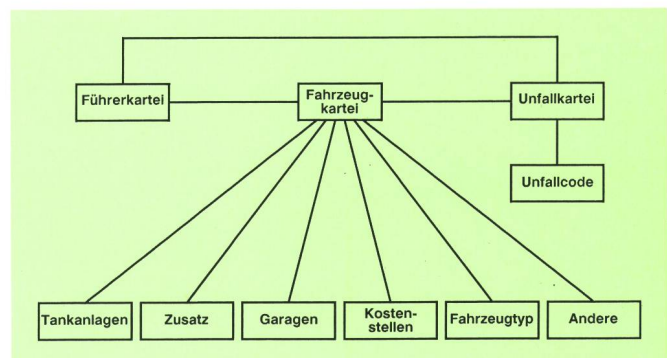 Führerkartei
Fahrzeug-
kartei
Unfallkartei
Unfallcode
Tankanlagen
Zusatz
Garagen
Kosten-
stellen
Fahrzeugtyp
Andere